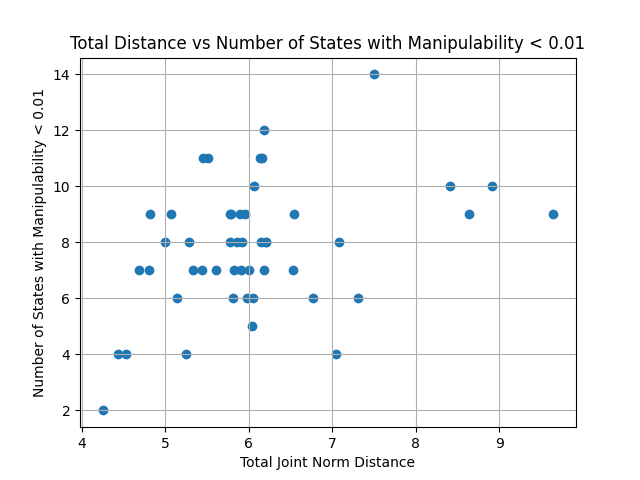 Total Distance vs Number of States with Manipulability < 0.01
Number of States with Manipulability < 0.01
14
12
10
8
6
4
2
4 5 6 7 8 9
Total Joint Norm Distance